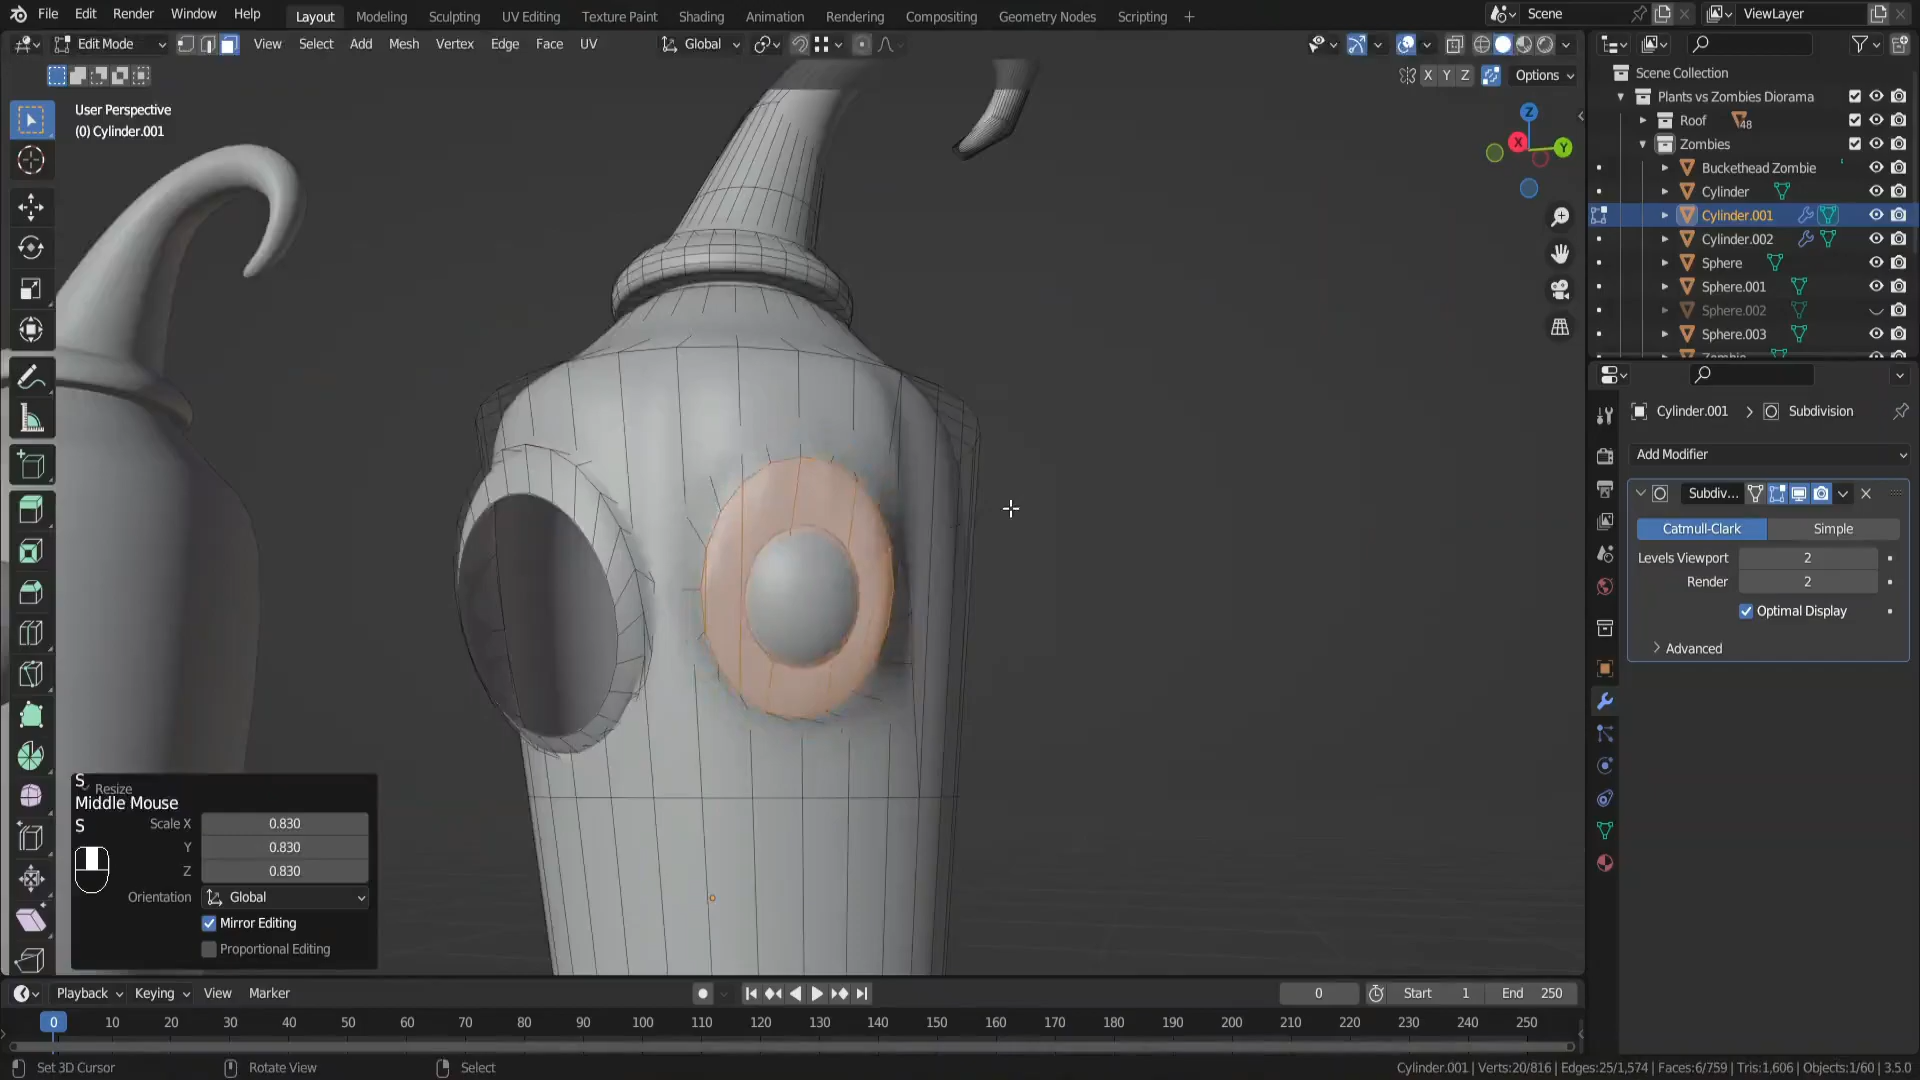 File Edit Render Window Help Layout Modeling Sculpting UV Editing Texture Paint Shading Animation Rendering Compositing Geometry Nodes Scripting + Scene ViewLayer
Edit Mode View Select Add Mesh Vertex Edge Face UV Global
X Y Z Options
User Perspective
(0) Cylinder.001
Z
X
Y
Scene Collection
Plants vs Zombies Diorama
Roof 48
Zombies
Buckethead Zombie
Cylinder
Cylinder.001
Cylinder.002
Sphere
Sphere.001
Sphere.002
Sphere.003
Zombie
Cylinder.001 > Subdivision
Add Modifier
Subdiv...
Catmull-Clark Simple
Levels Viewport 2
Render 2
Optimal Display
Advanced
S
Resize
Middle Mouse
S
Scale X 0.830
Y 0.830
Z 0.830
Orientation Global
Mirror Editing
Proportional Editing
Playback Keying View Marker 0 Start 1 End 250
0 10 20 30 40 50 60 70 80 90 100 110 120 130 140 150 160 170 180 190 200 210 220 230 240 250
Set 3D Cursor Rotate View Select Cylinder.001 | Verts:20/816 | Edges:25/1,574 | Faces:6/759 | Tris:1,606 | Objects:1/60 | 3.5.0